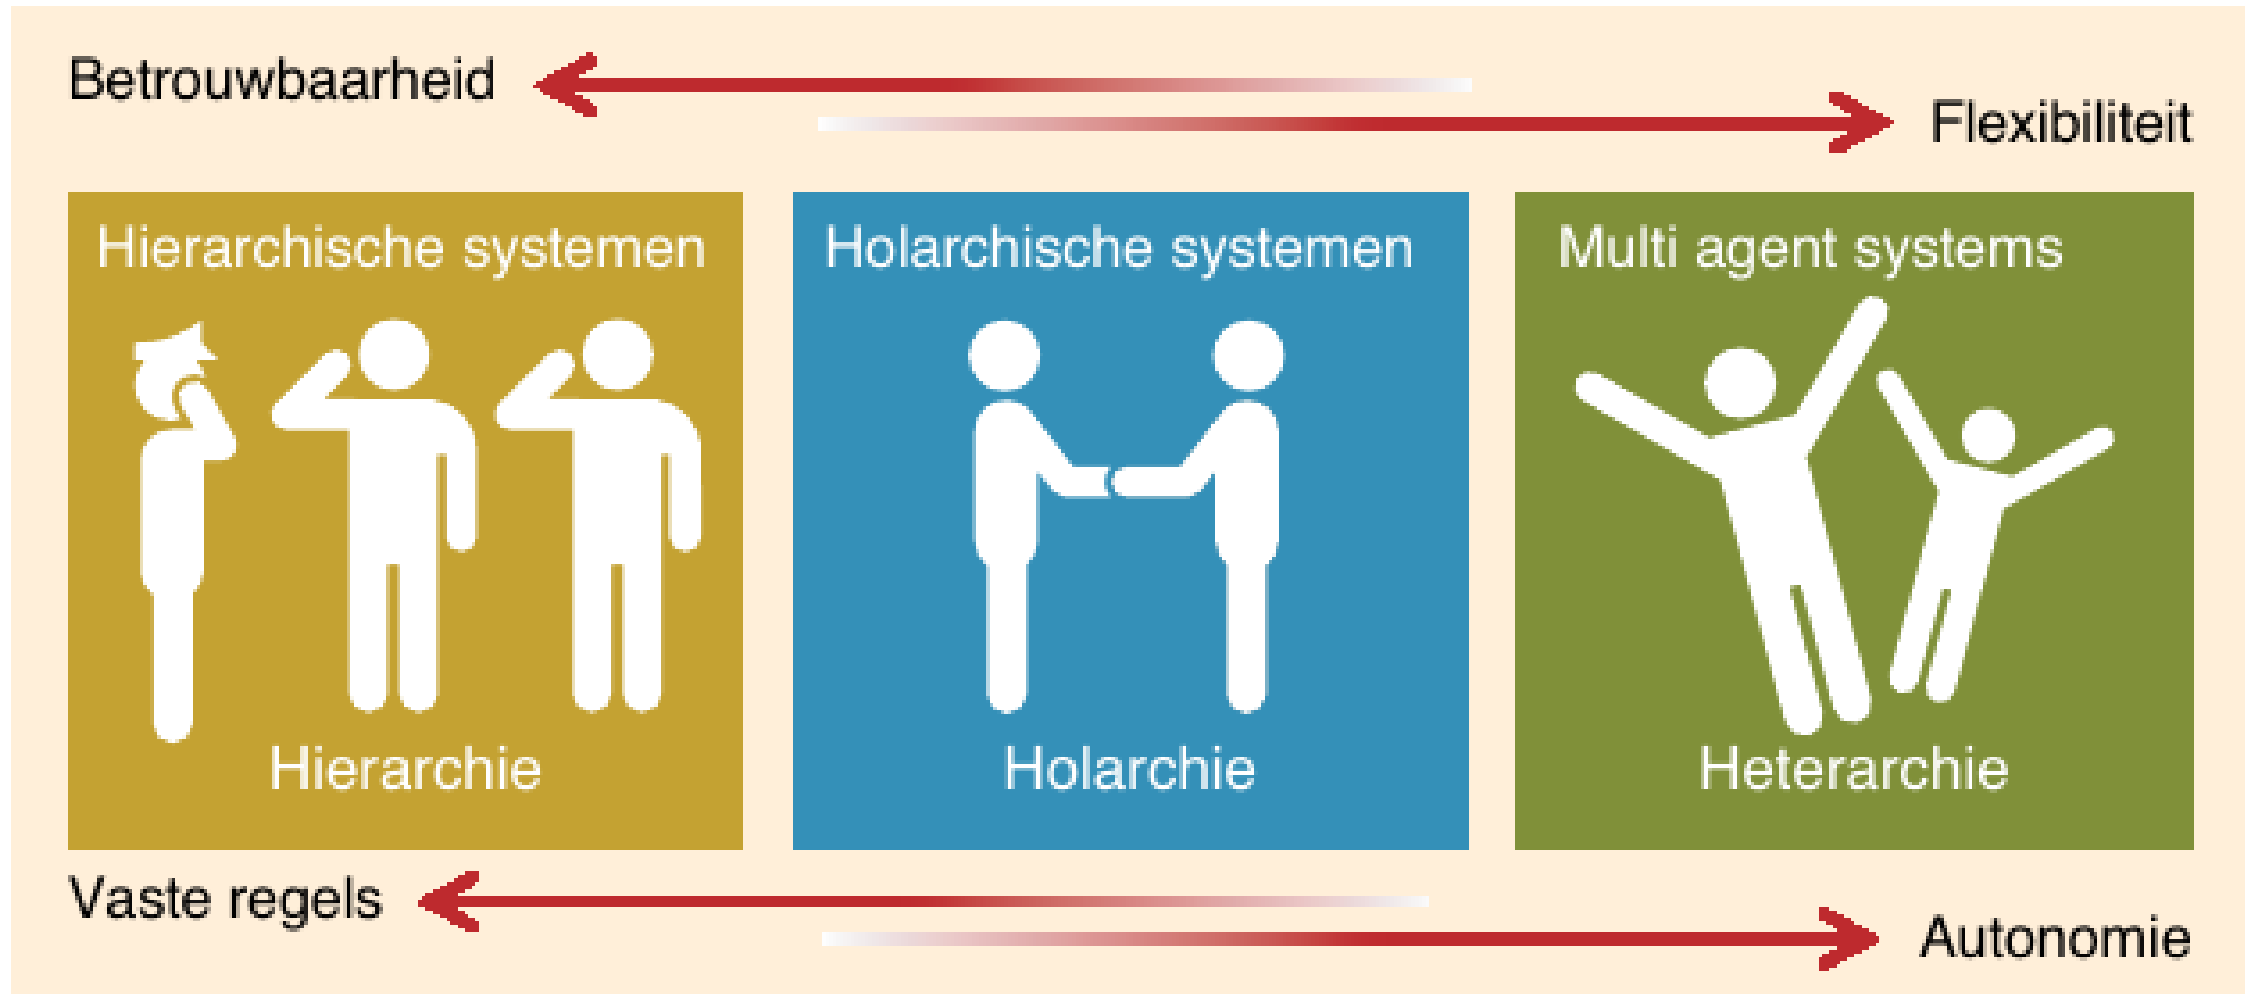 Betrouwbaarheid
Flexibiliteit
Hierarchische systemen
Hierarchie
Holarchische systemen
Holarchie
Multi agent systems
Heterarchie
Vaste regels
Autonomie